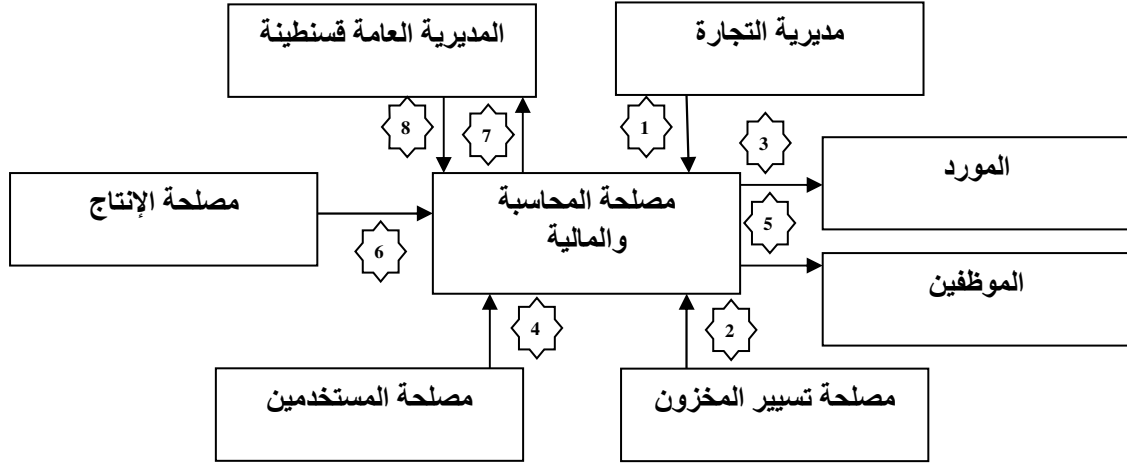 المديرية العامة قسنطينة
مديرية التجارة
8
7
1
3
المورد
مصلحة الإنتاج
مصلحة المحاسبة
والمالية
5
6
الموظفين
4
2
مصلحة المستخدمين
مصلحة تسيير المخزون